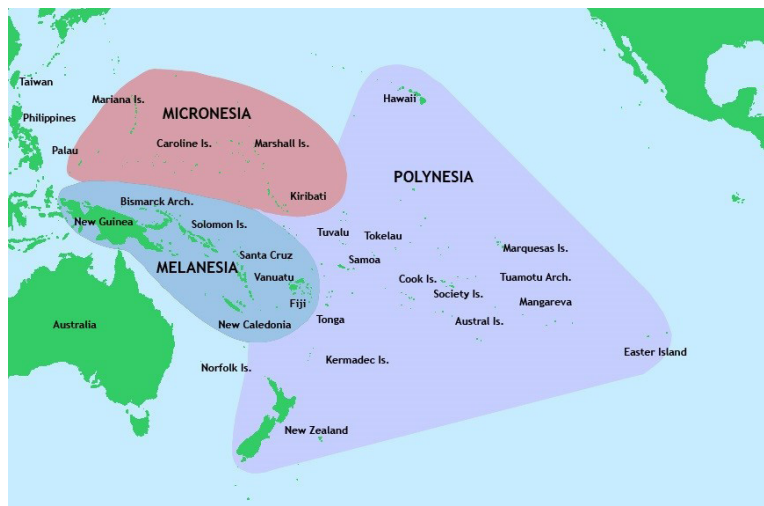 Taiwan
Mariana Is.
Hawaii
MICRONESIA
Philippines
Caroline Is.
Marshall Is.
Palau
POLYNESIA
Kiribati
Bismarck Arch.
New Guinea
Solomon Is.
Tuvalu
Tokelau
Marquesas Is.
Santa Cruz
Samoa
MELANESIA
Vanuatu
Cook Is.
Tuamotu Arch.
Society Is.
Fiji
Mangareva
Tonga
Austral Is.
Australia
New Caledonia
Easter Island
Kermadec Is.
Norfolk Is.
New Zealand